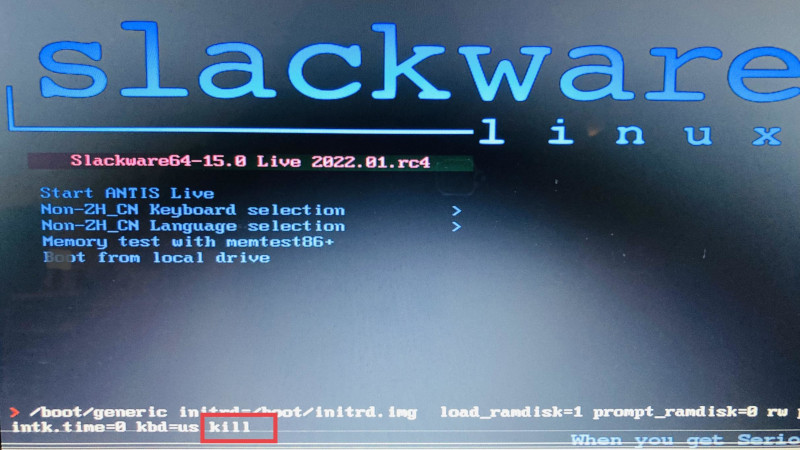 slackware
linux
Slackware64-15.0 Live 2022.01.rc4
Start ANTIS Live
Non-ZH_CN Keyboard selection >
Non-ZH_CN Language selection >
Memory test with memtest86+
Boot from local drive
> /boot/generic initrd=/boot/initrd.img load_ramdisk=1 prompt_ramdisk=0 rw p
intk.time=0 kbd=us kill
When you get Serio